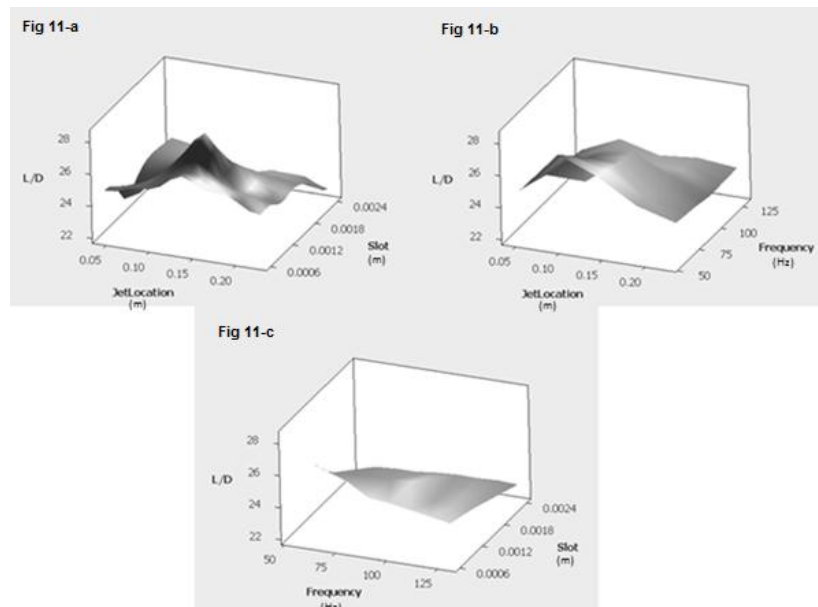 Fig 11-a
28
26
L/D
24
22
0.05
0.10
0.15
0.20
JetLocation
(m)
0.0006
0.0012
0.0018
0.0024
Slot
(m)
Fig 11-b
28
26
L/D
24
22
0.05
0.10
0.15
0.20
JetLocation
(m)
50
75
100
125
Frequency
(Hz)
Fig 11-c
28
26
L/D
24
22
50
75
100
125
Frequency
(Hz)
0.0006
0.0012
0.0018
0.0024
Slot
(m)